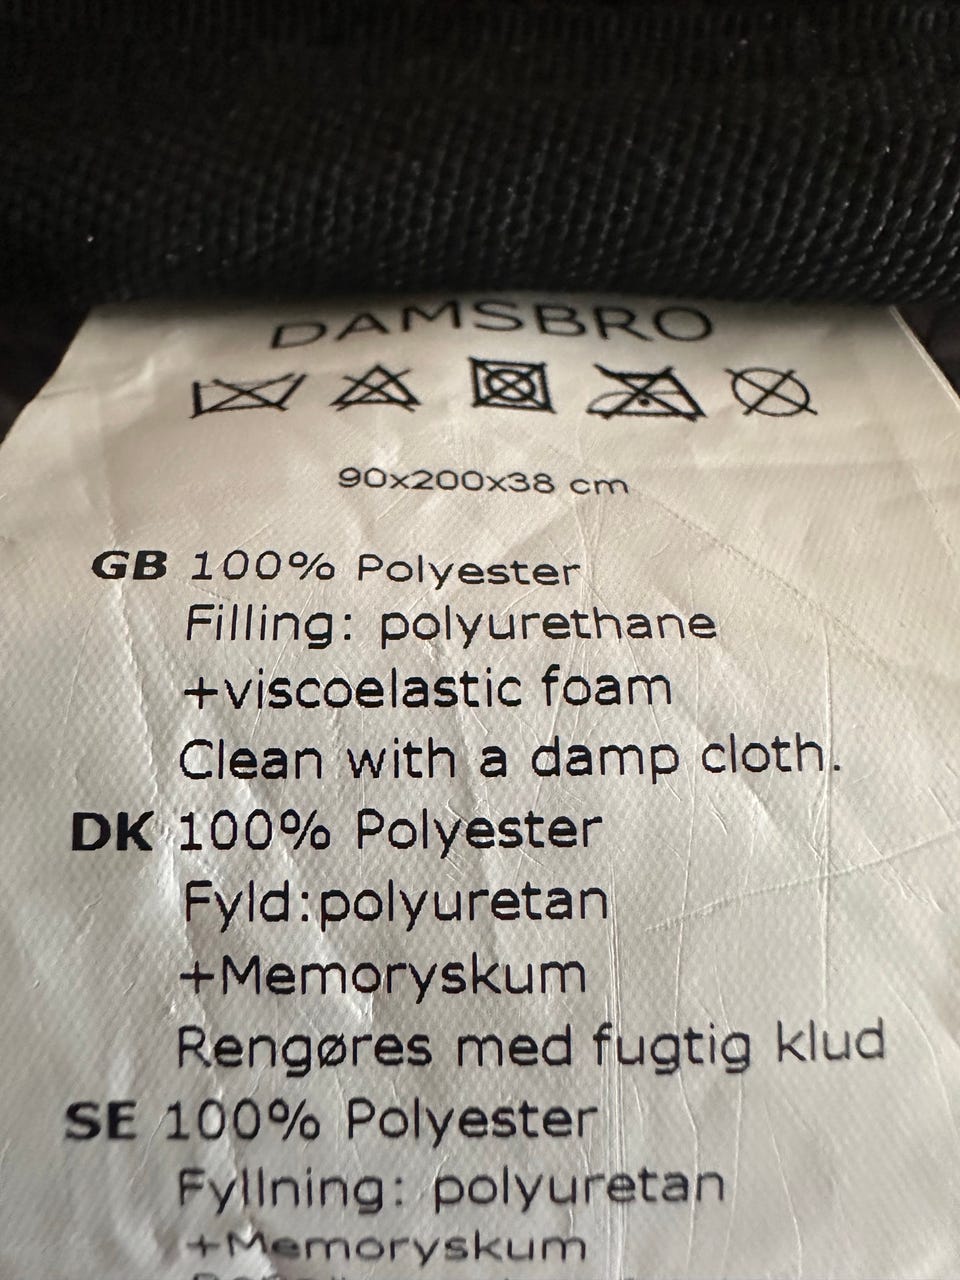 DAMSBRO
90x200x38 cm
GB 100% Polyester
Filling: polyurethane
+viscoelastic foam
Clean with a damp cloth.
DK 100% Polyester
Fyld:polyuretan
+Memoryskum
Rengøres med fugtig klud
SE 100% Polyester
Fyllning: polyuretan
+Memoryskum